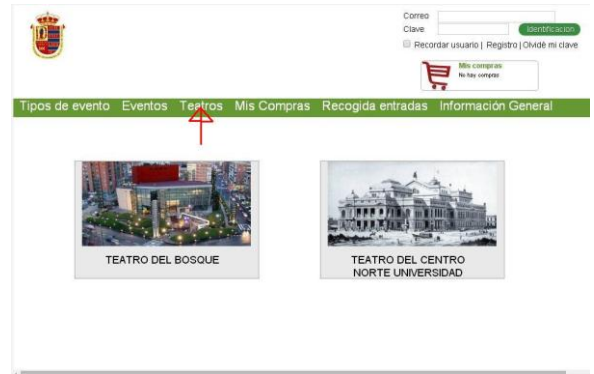 Correo
Clave
Identificacion
Recordar usuario | Registro | Olvidé mi clave
Mis compras
No hay compras
Tipos de evento Eventos Teatros Mis Compras Recogida entradas Información General
TEATRO DEL BOSQUE
TEATRO DEL CENTRO
NORTE UNIVERSIDAD